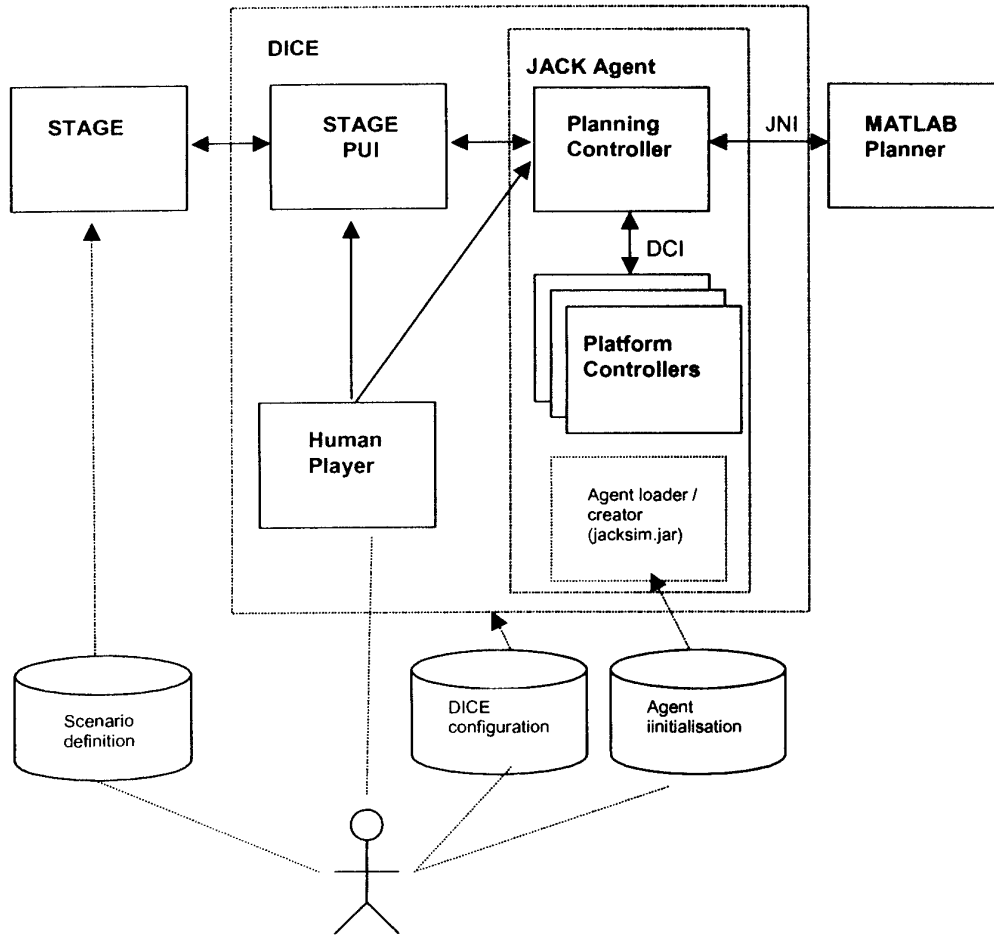 DICE
JACK Agent
STAGE
STAGE
PUI
Planning
Controller
JNI
MATLAB
Planner
DCI
Platform
Controllers
Human
Player
Agent loader /
creator
(jacksim.jar)
Scenario
definition
DICE
configuration
Agent
iinitialisation